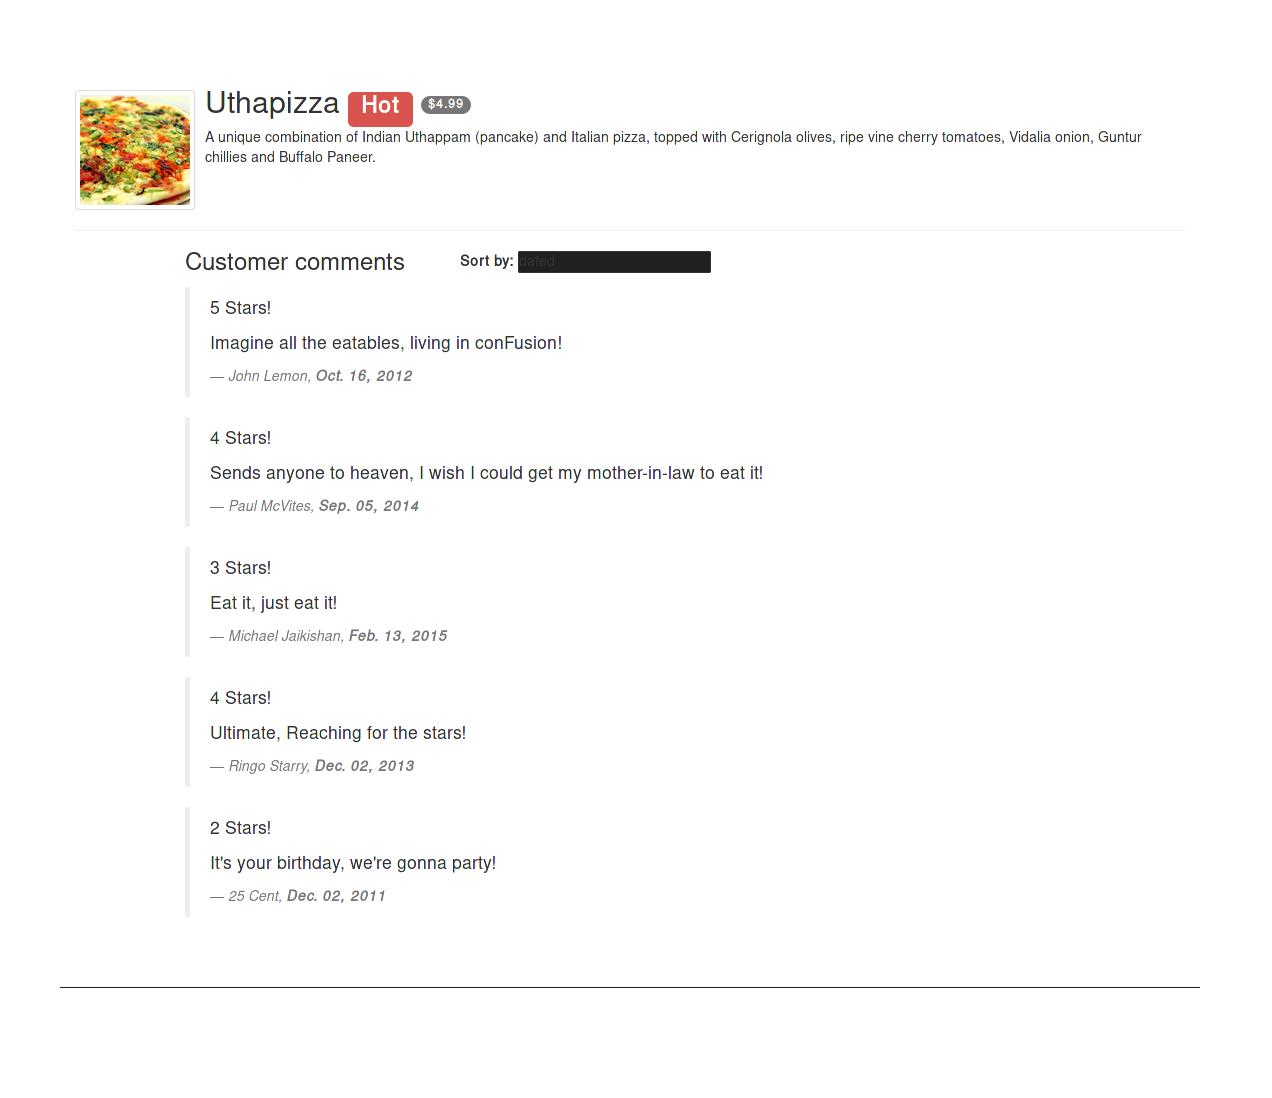 Uthapizza Hot $4.99
A unique combination of Indian Uthappam (pancake) and Italian pizza, topped with Cerignola olives, ripe vine cherry tomatoes, Vidalia onion, Guntur
chillies and Buffalo Paneer.
Customer comments Sort by: dated
5 Stars!
Imagine all the eatables, living in conFusion!
— John Lemon, Oct. 16, 2012
4 Stars!
Sends anyone to heaven, I wish I could get my mother-in-law to eat it!
— Paul McVites, Sep. 05, 2014
3 Stars!
Eat it, just eat it!
— Michael Jaikishan, Feb. 13, 2015
4 Stars!
Ultimate, Reaching for the stars!
— Ringo Starry, Dec. 02, 2013
2 Stars!
It's your birthday, we're gonna party!
— 25 Cent, Dec. 02, 2011